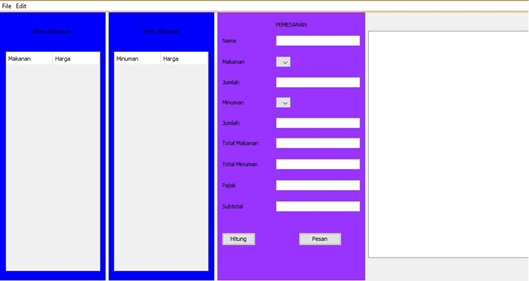 File Edit
Menu Makanan
Makanan Harga
Menu Minuman
Minuman Harga
PEMESANAN
Nama
Makanan
Jumlah
Minuman
Jumlah
Total Makanan
Total Minuman
Pajak
Subtotal
Hitung Pesan